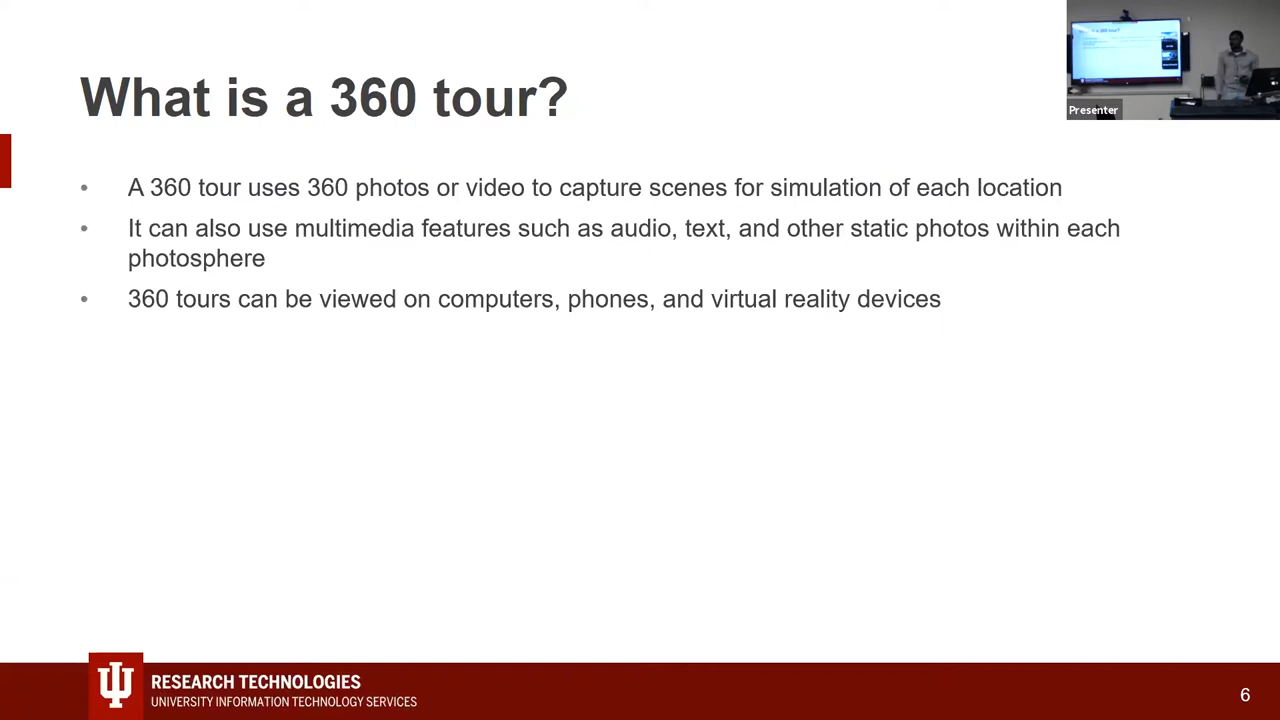 What is a 360 tour?
Presenter
• A 360 tour uses 360 photos or video to capture scenes for simulation of each location
• It can also use multimedia features such as audio, text, and other static photos within each
photosphere
• 360 tours can be viewed on computers, phones, and virtual reality devices
RESEARCH TECHNOLOGIES
UNIVERSITY INFORMATION TECHNOLOGY SERVICES
6